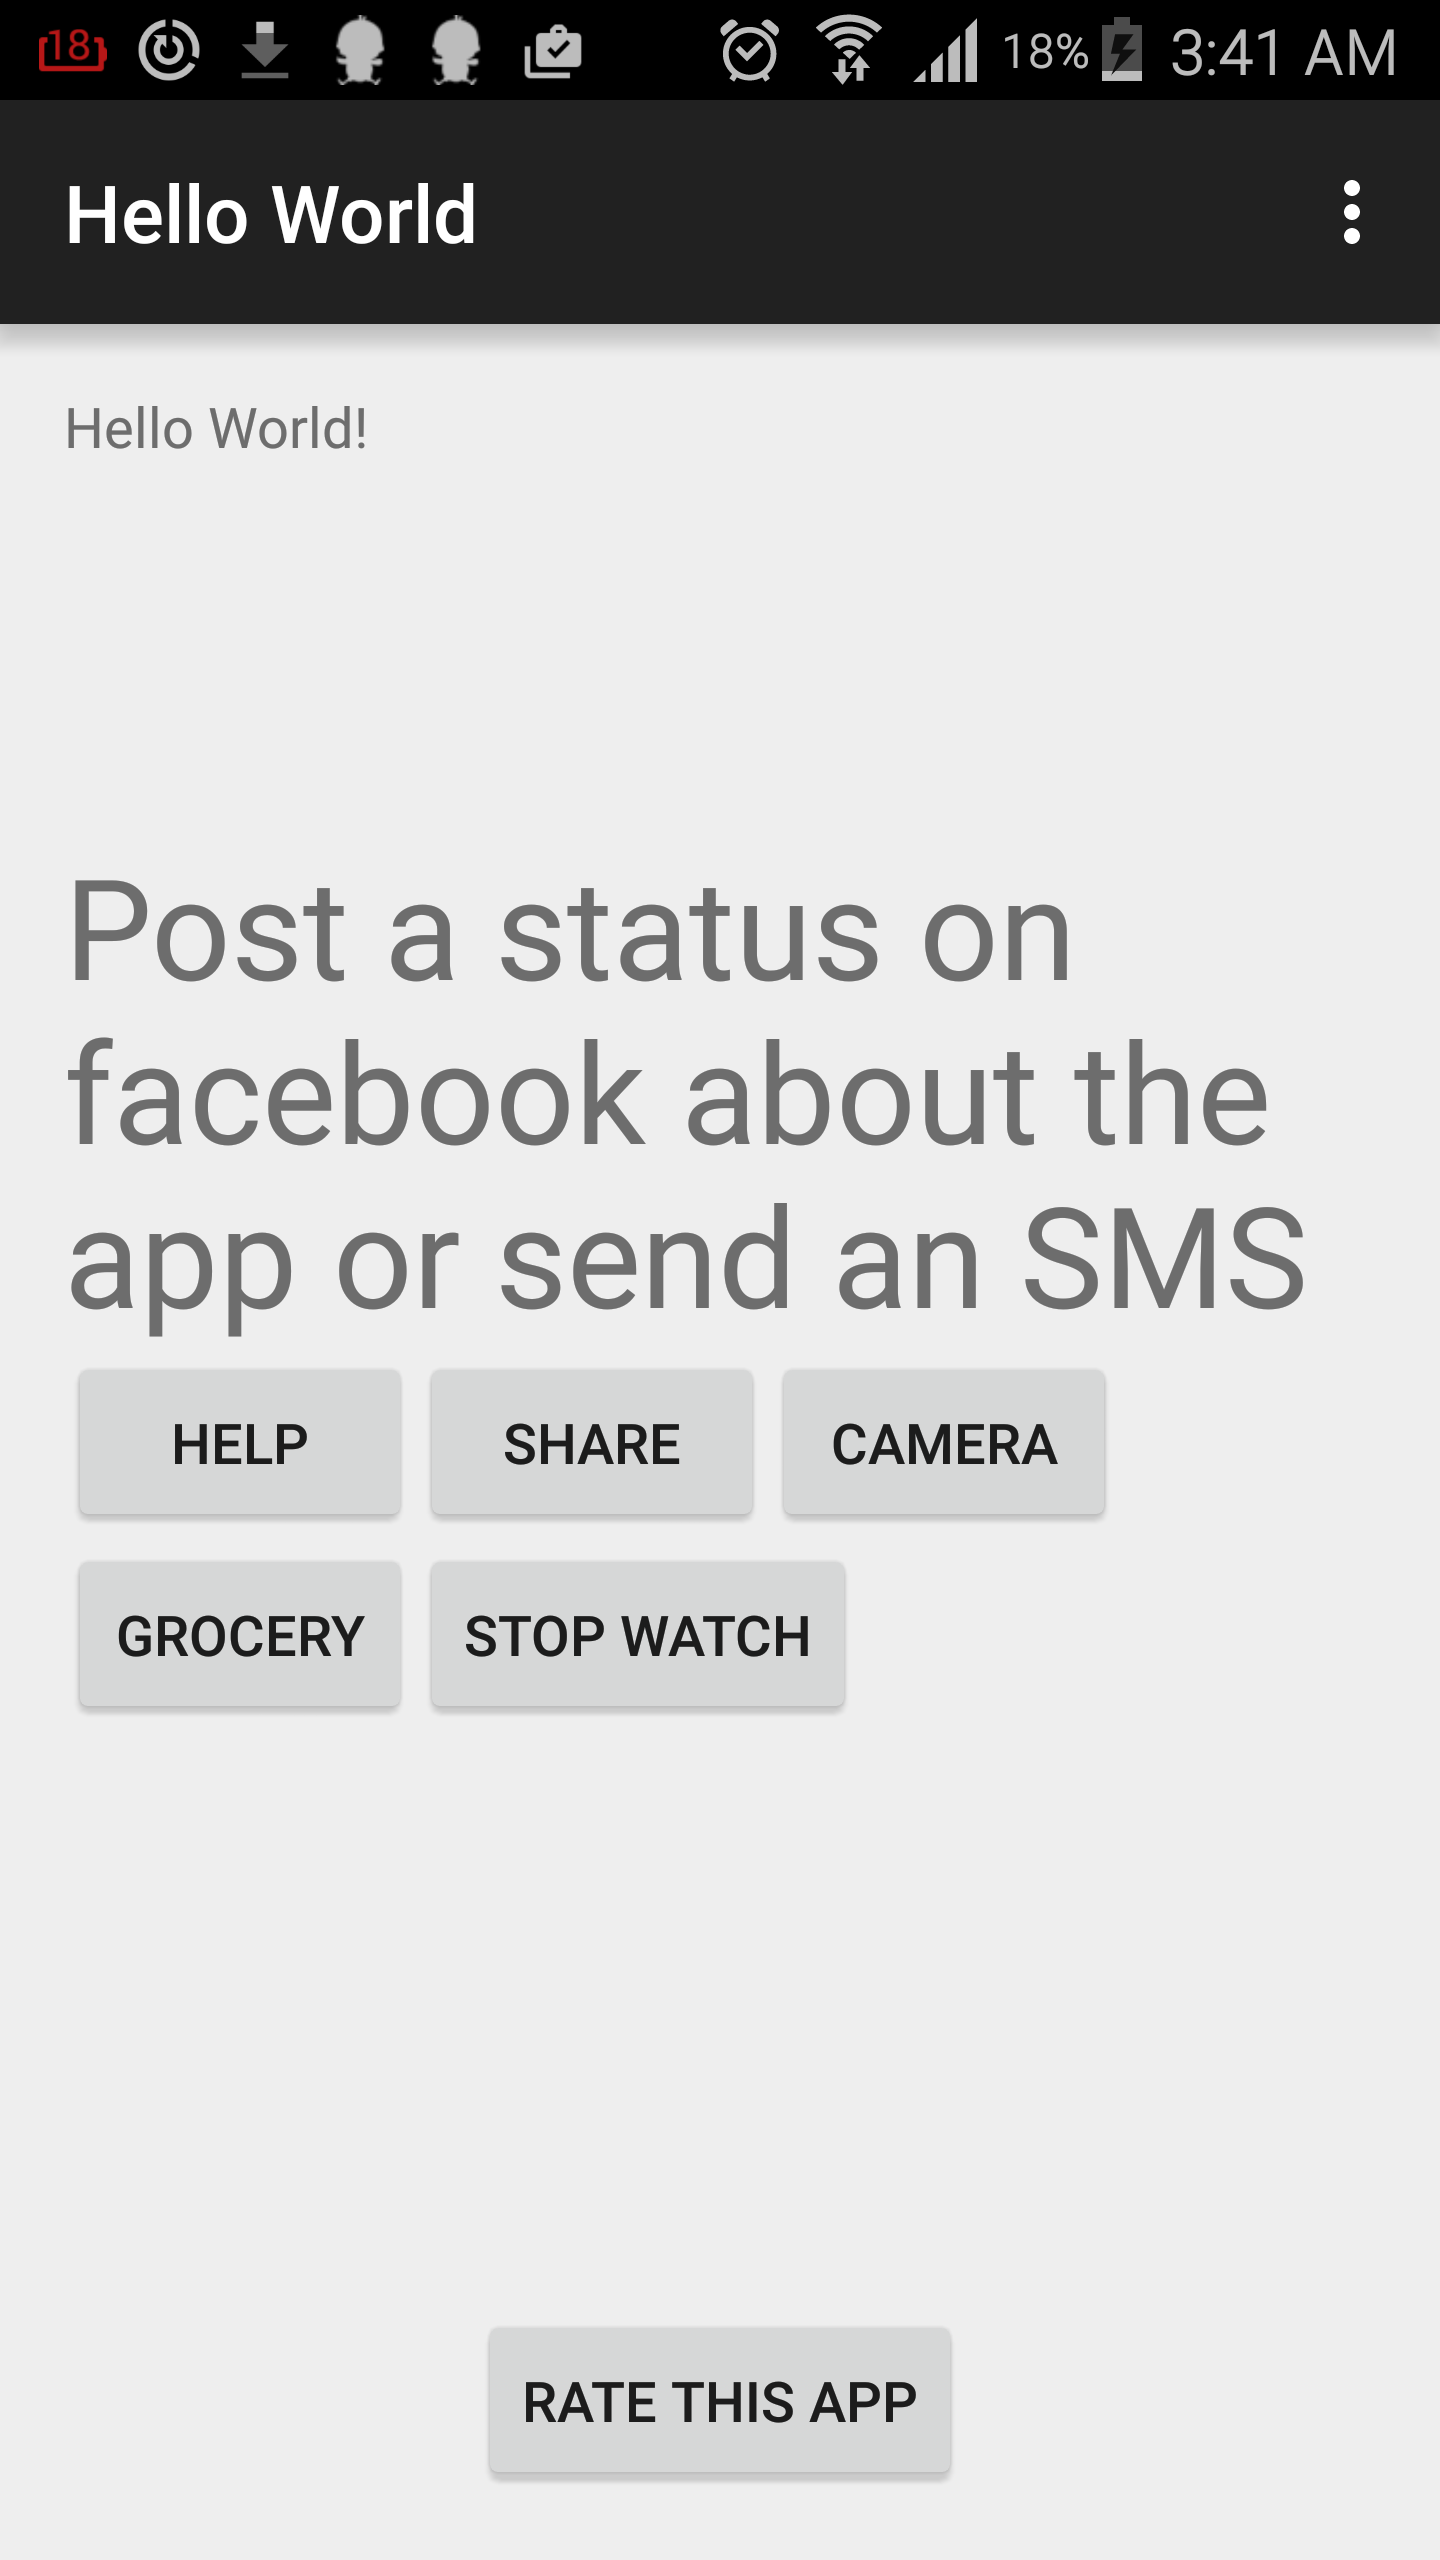 18 18% 3:41 AM
Hello World
Hello World!
Post a status on
facebook about the
app or send an SMS
HELP SHARE CAMERA
GROCERY STOP WATCH
RATE THIS APP